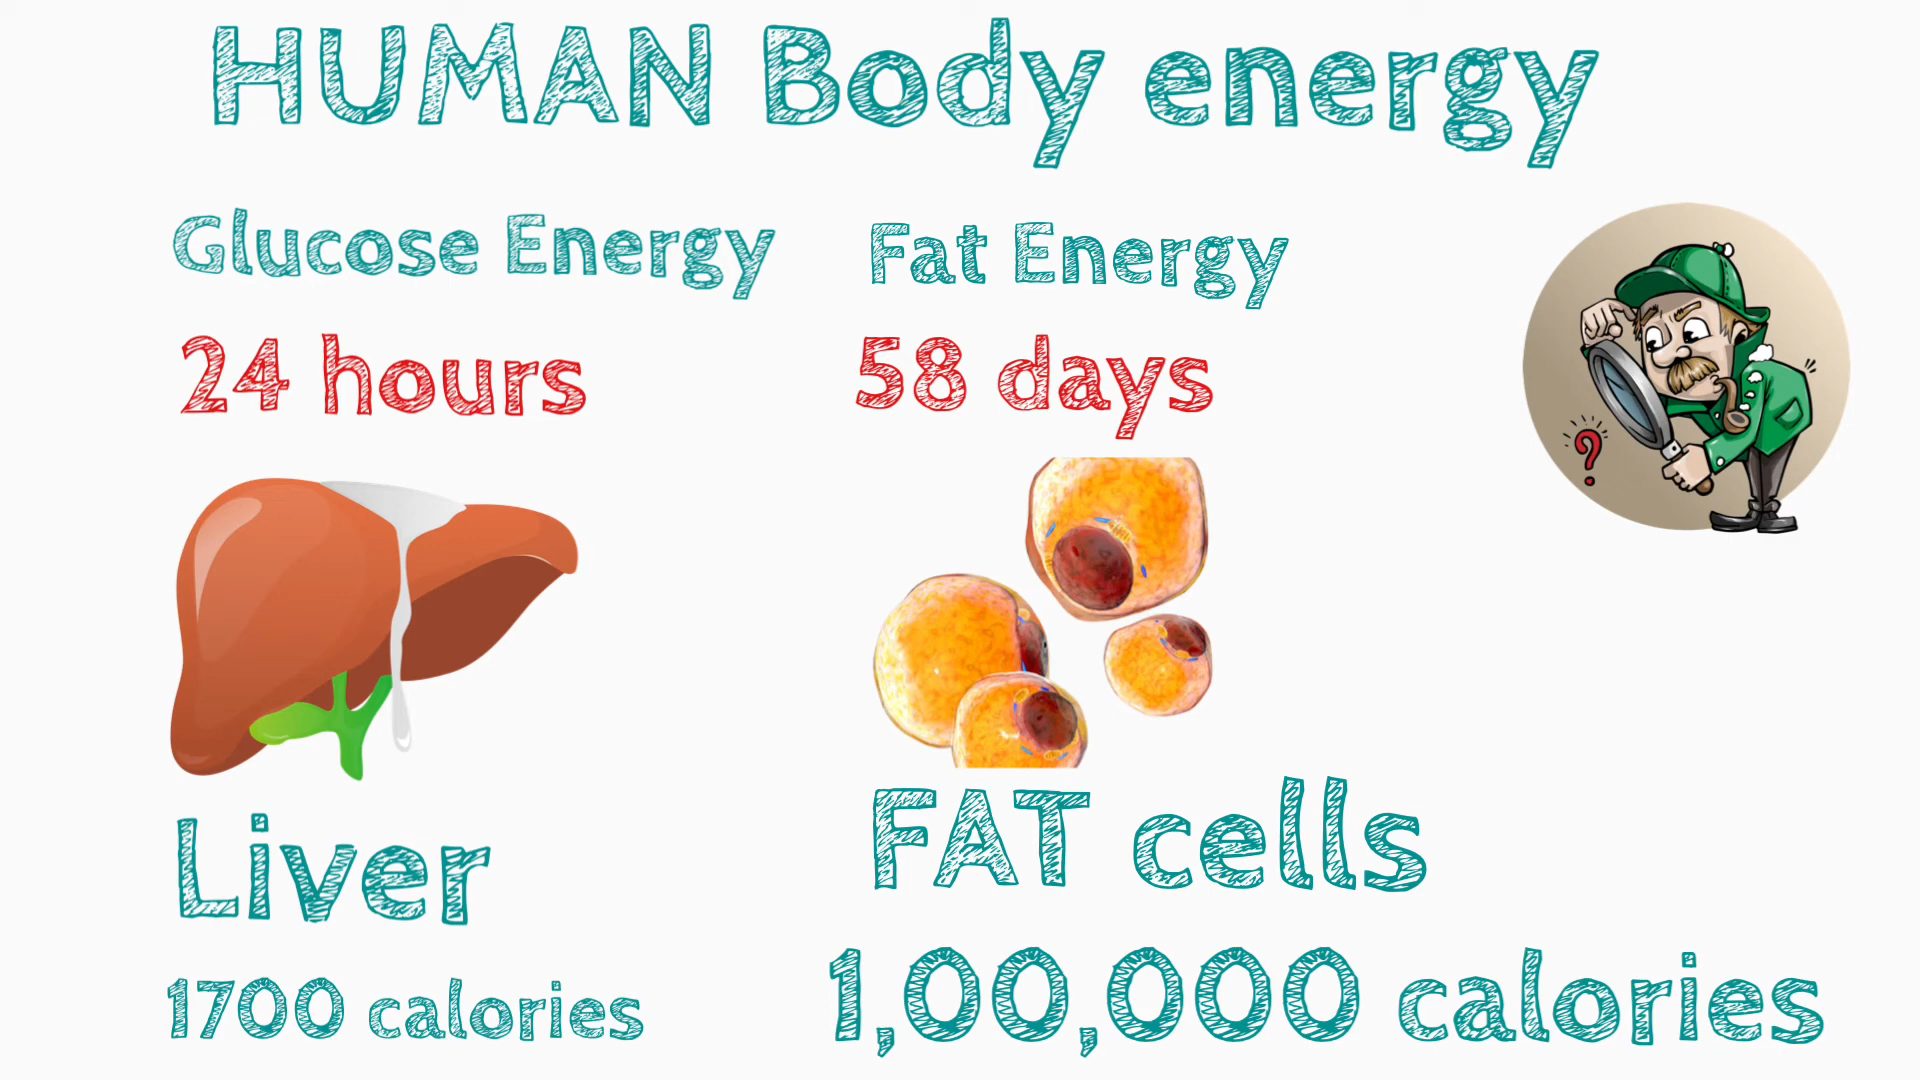 HUMAN Body energy
Glucose Energy
24 hours
Liver
1700 calories
Fat Energy
58 days
FAT cells
1,00,000 calories
?